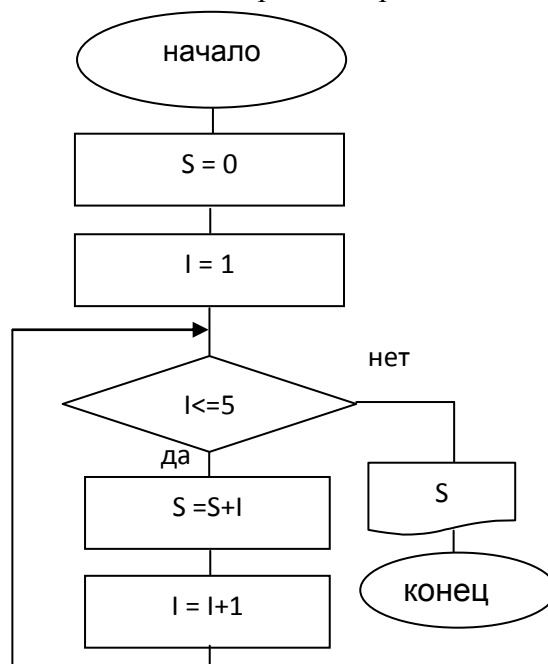 начало
S = 0
I = 1
нет
I<=5
да
S
S =S+I
I = I+1
конец